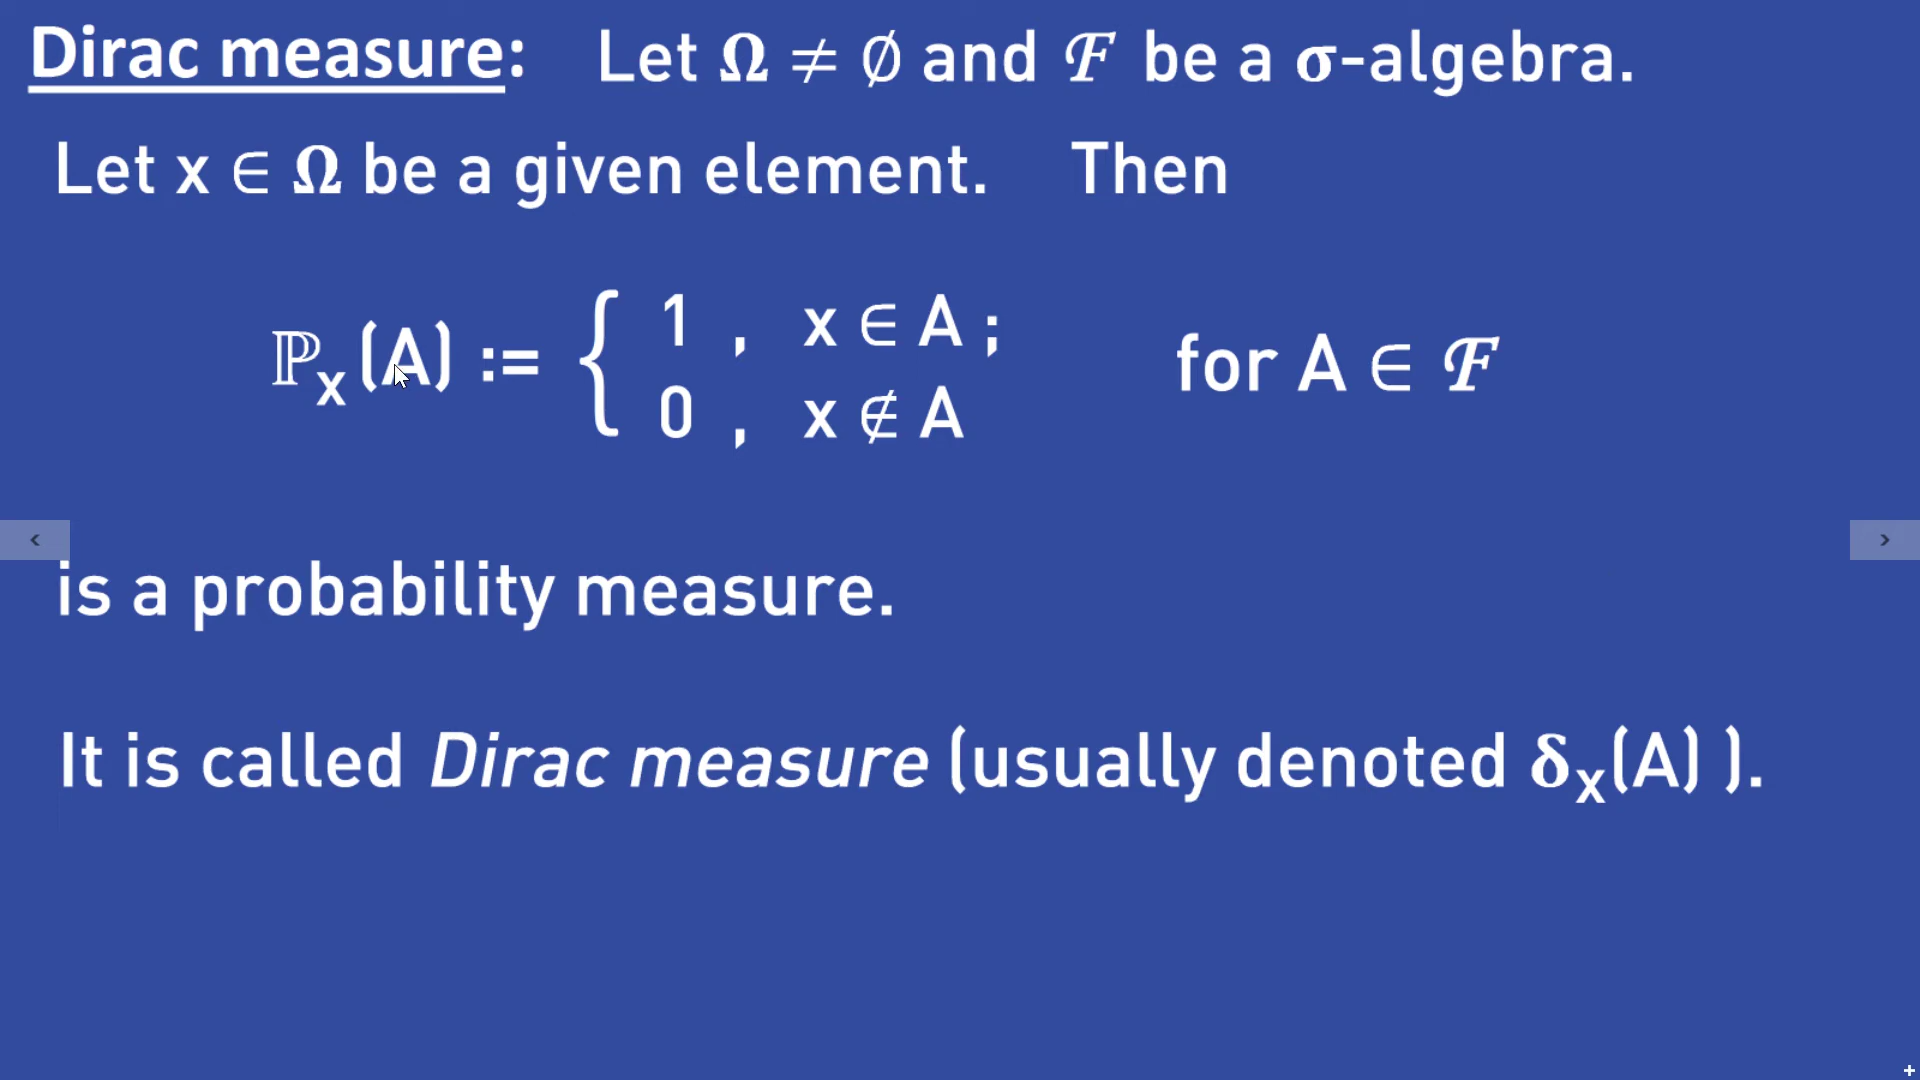 Dirac measure: Let Ω ≠ ∅ and ℱ be a σ-algebra.
Let x ∈ Ω be a given element. Then
ℙₓ(A) := { 1 , x ∈ A ; for A ∈ ℱ
0 , x ∉ A
is a probability measure.
It is called Dirac measure (usually denoted δₓ(A) ).